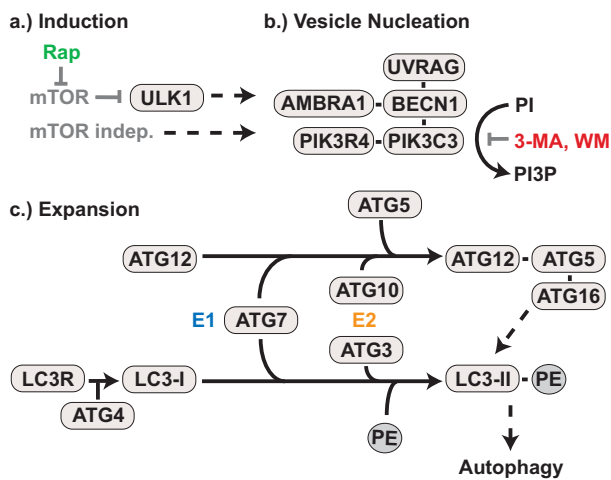 a.) Induction
b.) Vesicle Nucleation
Rap
mTOR
ULK1
mTOR indep.
UVRAG
AMBRA1
BECN1
PIK3R4
PIK3C3
PI
3-MA, WM
PI3P
c.) Expansion
ATG5
ATG12
ATG12
ATG5
ATG10
ATG16
E1
ATG7
E2
ATG3
LC3R
LC3-I
LC3-II
PE
ATG4
PE
Autophagy